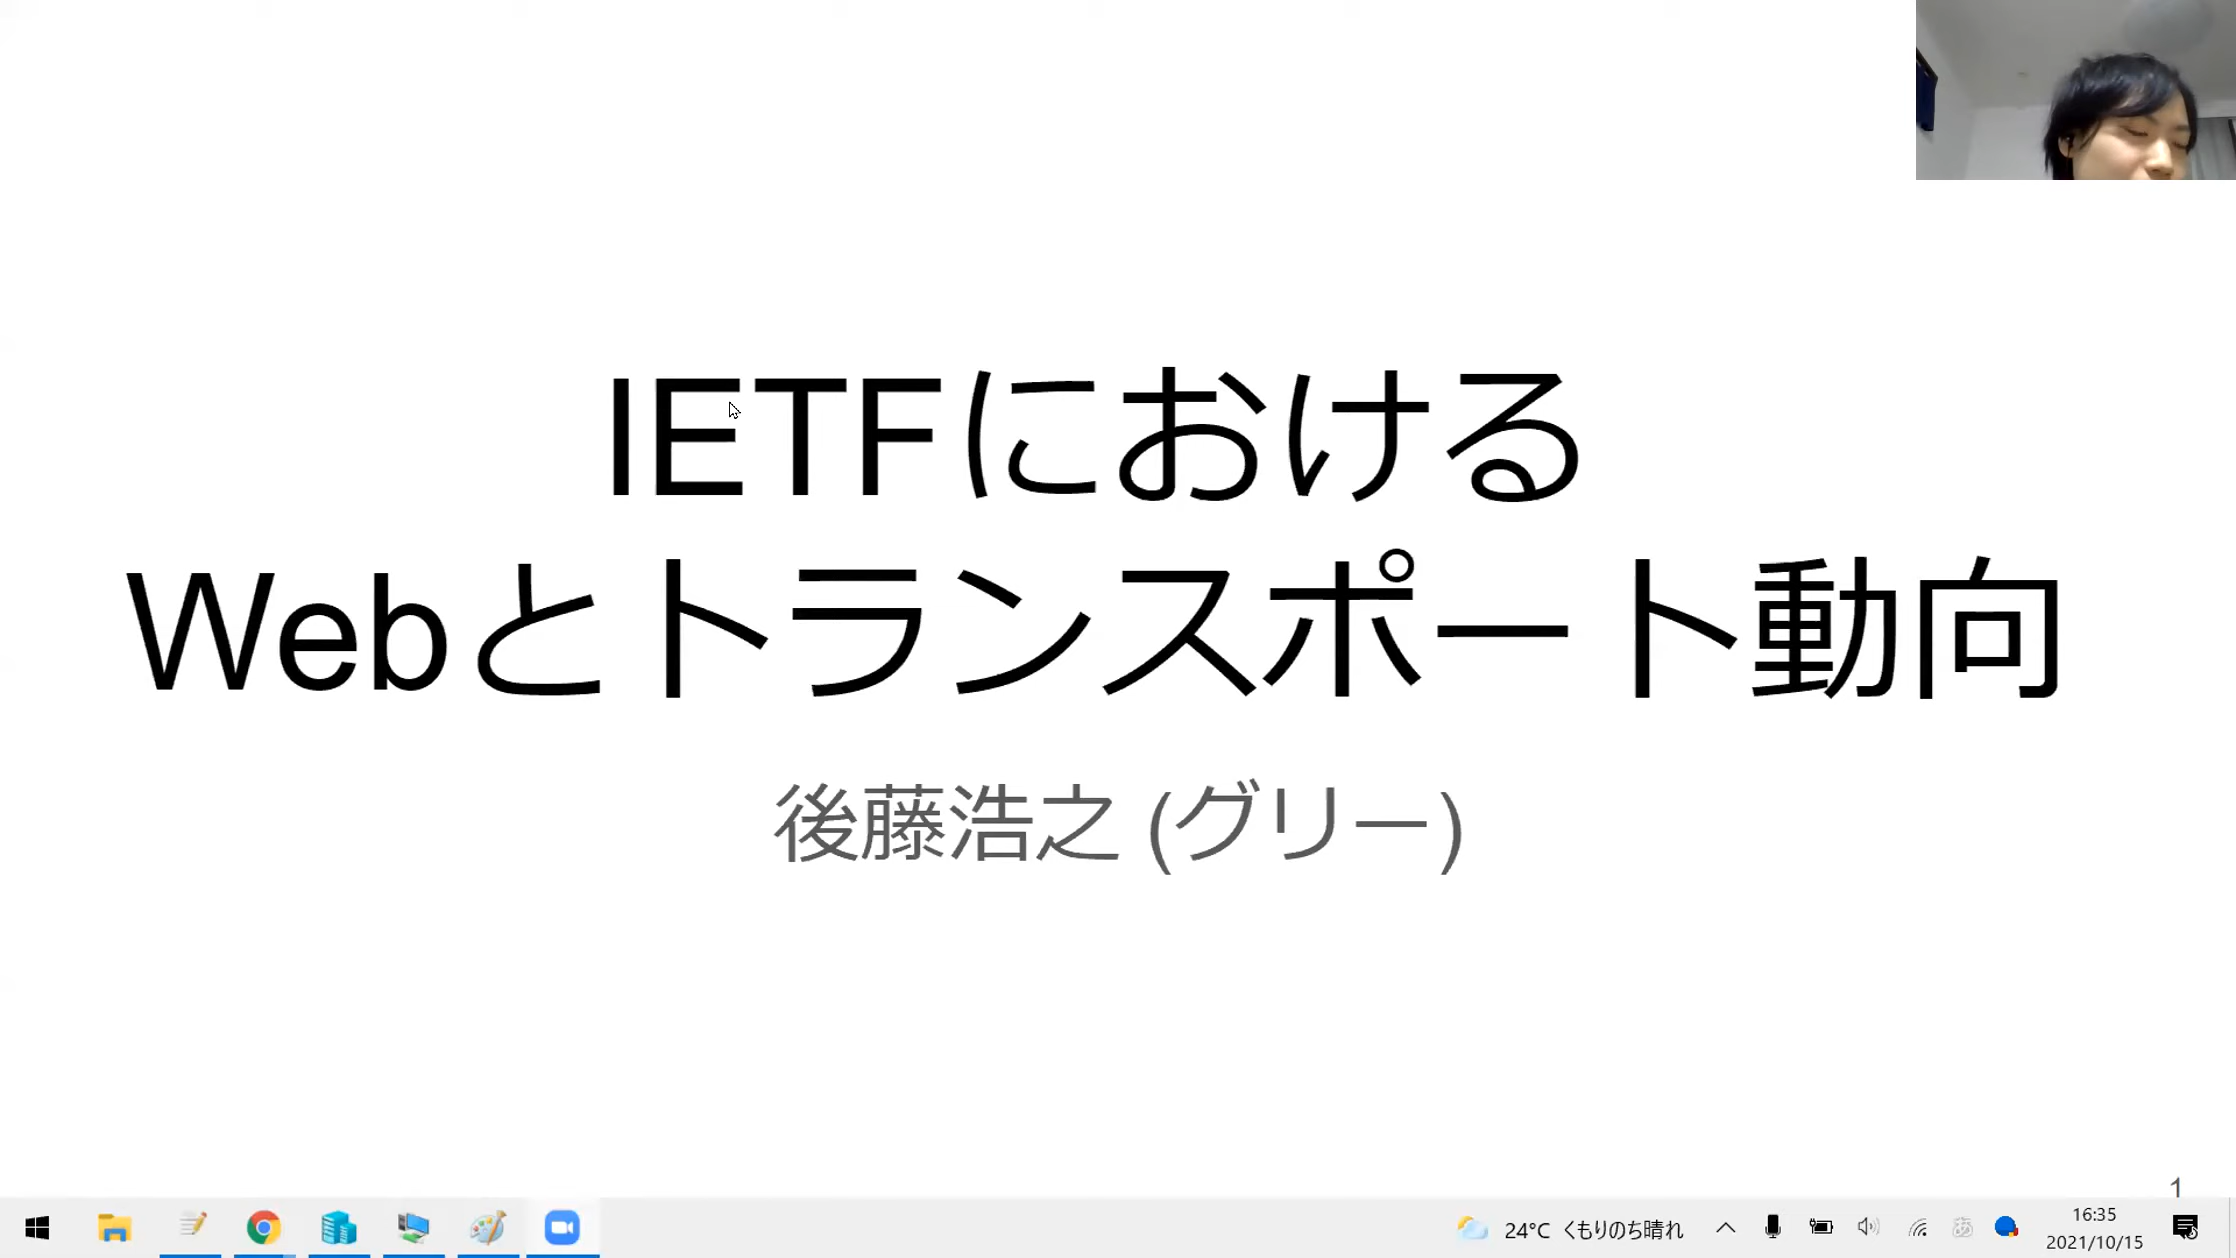 IETFにおける
Webとトランスポート動向
後藤浩之 (グリー)
1
24°C くもりのち晴れ
あ
16:35
2021/10/15